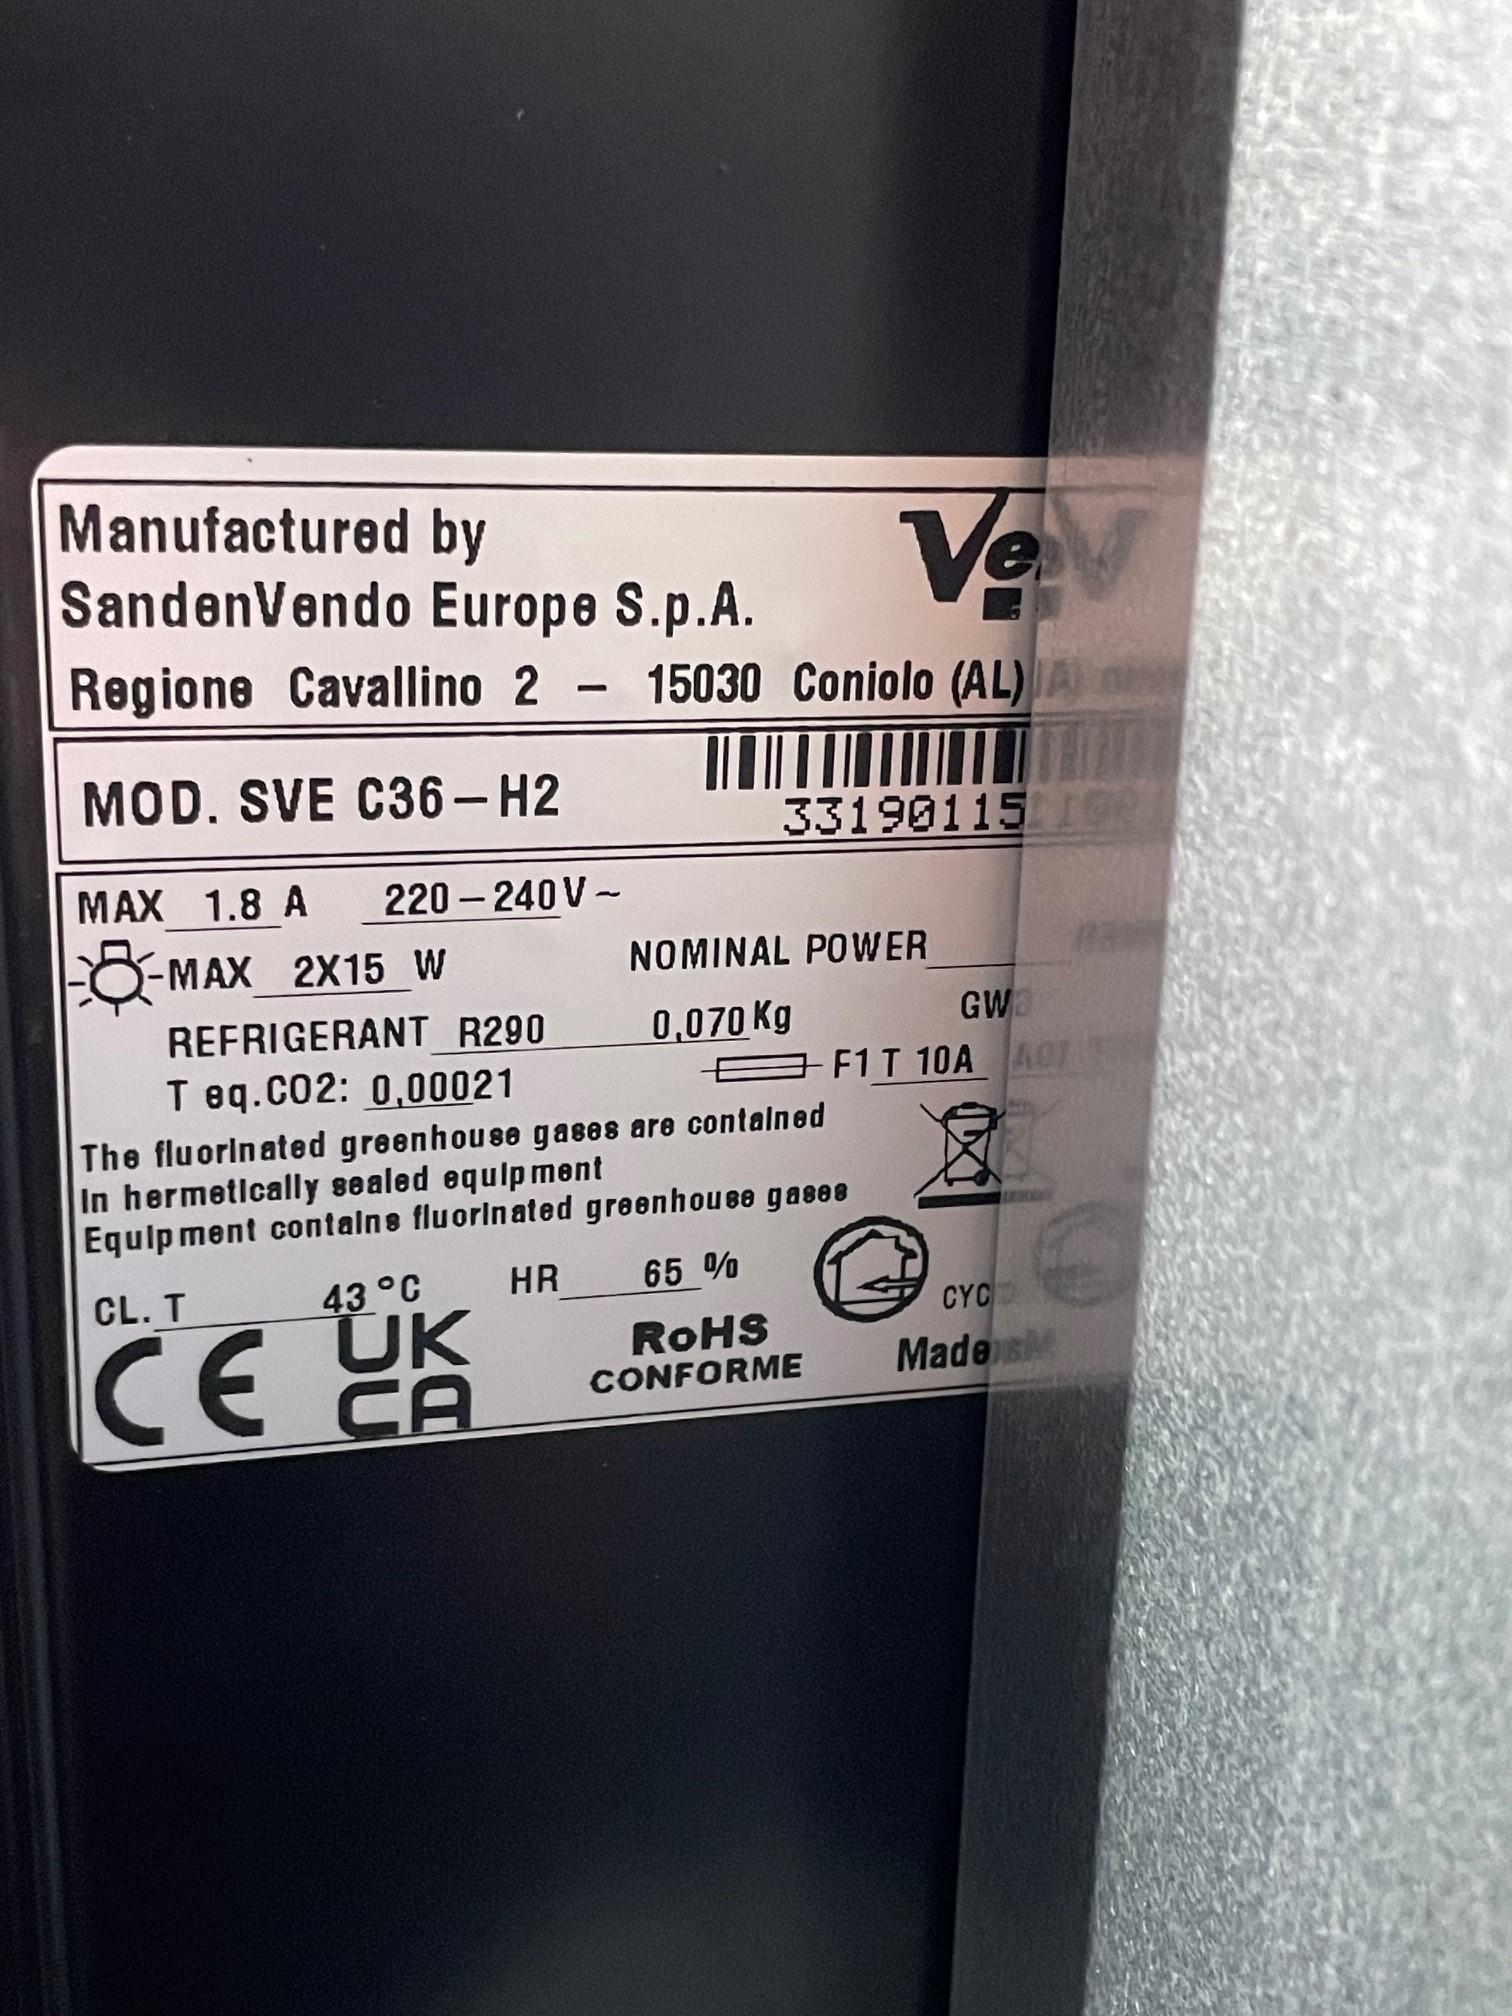 Manufactured by
SandenVendo Europe S.p.A.
Regione Cavallino 2 – 15030 Coniolo (AL)
MOD. SVE C36–H2
33190115
MAX 1.8 A 220–240V~
MAX 2X15 W NOMINAL POWER
REFRIGERANT R290 0,070 Kg
T eq.CO2: 0,00021 F1 T 10A
The fluorinated greenhouse gases are contained
in hermetically sealed equipment
Equipment contains fluorinated greenhouse gases
CL. T 43 °C HR 65 %
CE UK
CA
RoHS
CONFORME
Made